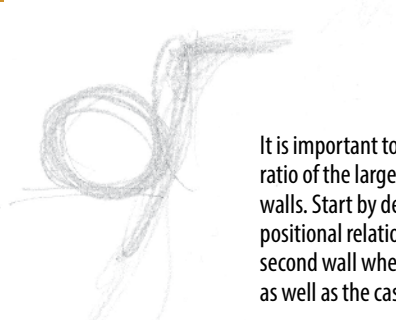 It is important to
ratio of the large
walls. Start by de
positional relatio
second wall whe
as well as the cas